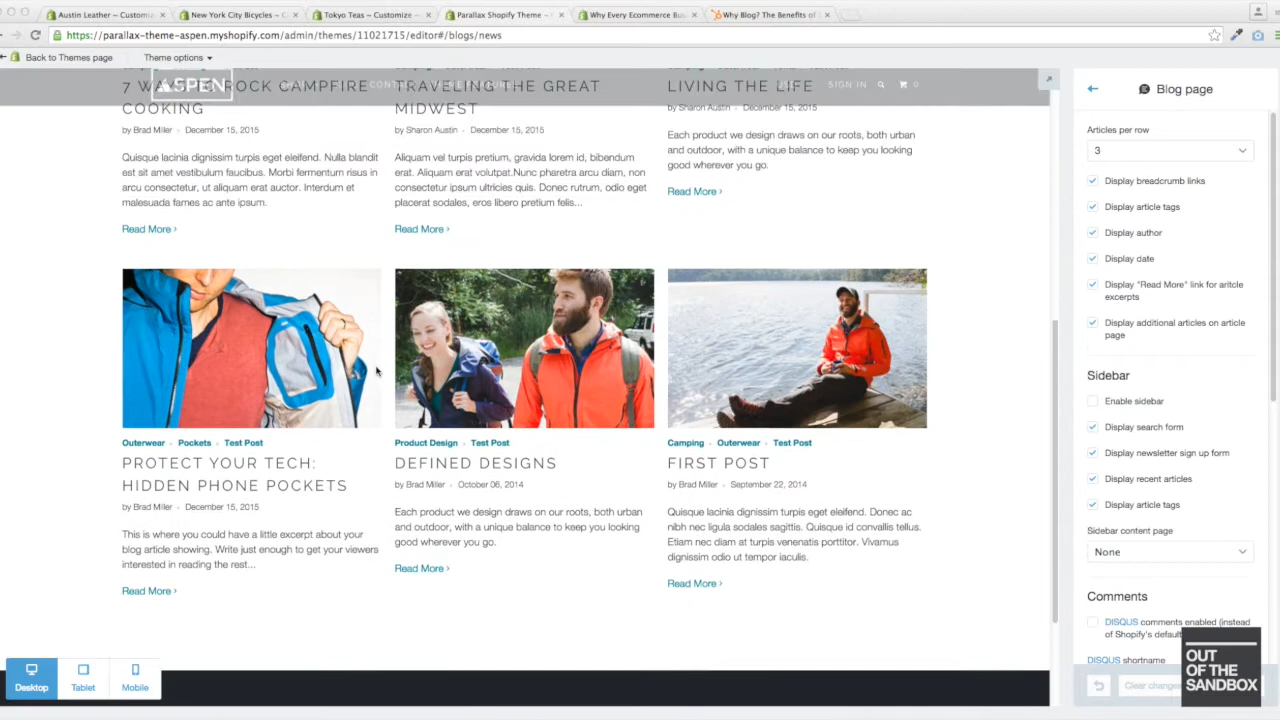 Austin Leather ~ Customiz
New York City Bicycles ~ C
Tokyo Teas ~ Customize ~
Parallax Shopify Theme -
Why Every Ecommerce Bu
Why Blog? The Benefits of
https://parallax-theme-aspen.myshopify.com/admin/themes/11021715/editor#/blogs/news
Back to Themes page
Theme options
ASPEN
SIGN IN
0
7 WAYS TO ROCK CAMPFIRE
COOKING
by Brad Miller • December 15, 2015
Quisque lacinia dignissim turpis eget eleifend. Nulla blandit
est sit amet vestibulum faucibus. Morbi fermentum risus in
arcu consectetur, ut aliquam erat auctor. Interdum et
malesuada fames ac ante ipsum.
Read More ›
TRAVELING THE GREAT
MIDWEST
by Sharon Austin • December 15, 2015
Aliquam vel turpis pretium, gravida lorem id, bibendum
erat. Aliquam erat volutpat.Nunc pharetra arcu diam, non
consectetur ipsum ultricies quis. Donec rutrum, odio eget
placerat sodales, eros libero pretium felis...
Read More ›
LIVING THE LIFE
by Sharon Austin • December 15, 2015
Each product we design draws on our roots, both urban
and outdoor, with a unique balance to keep you looking
good wherever you go.
Read More ›
Outerwear • Pockets • Test Post
PROTECT YOUR TECH:
HIDDEN PHONE POCKETS
by Brad Miller • December 15, 2015
This is where you could have a little excerpt about your
blog article showing. Write just enough to get your viewers
interested in reading the rest...
Read More ›
Product Design • Test Post
DEFINED DESIGNS
by Brad Miller • October 06, 2014
Each product we design draws on our roots, both urban
and outdoor, with a unique balance to keep you looking
good wherever you go.
Read More ›
Camping • Outerwear • Test Post
FIRST POST
by Brad Miller • September 22, 2014
Quisque lacinia dignissim turpis eget eleifend. Donec ac
nibh nec ligula sodales sagittis. Quisque id convallis tellus.
Etiam nec diam at turpis venenatis porttitor. Vivamus
dignissim odio ut tempor iaculis.
Read More ›
Desktop
Tablet
Mobile
Blog page
Articles per row
3
Display breadcrumb links
Display article tags
Display author
Display date
Display "Read More" link for aritcle
excerpts
Display additional articles on article
page
Sidebar
Enable sidebar
Display search form
Display newsletter sign up form
Display recent articles
Display article tags
Sidebar content page
None
Comments
DISQUS comments enabled (instead
of Shopify's default
DISQUS shortname
Clear changes
OUT
OF THE
SANDBOX